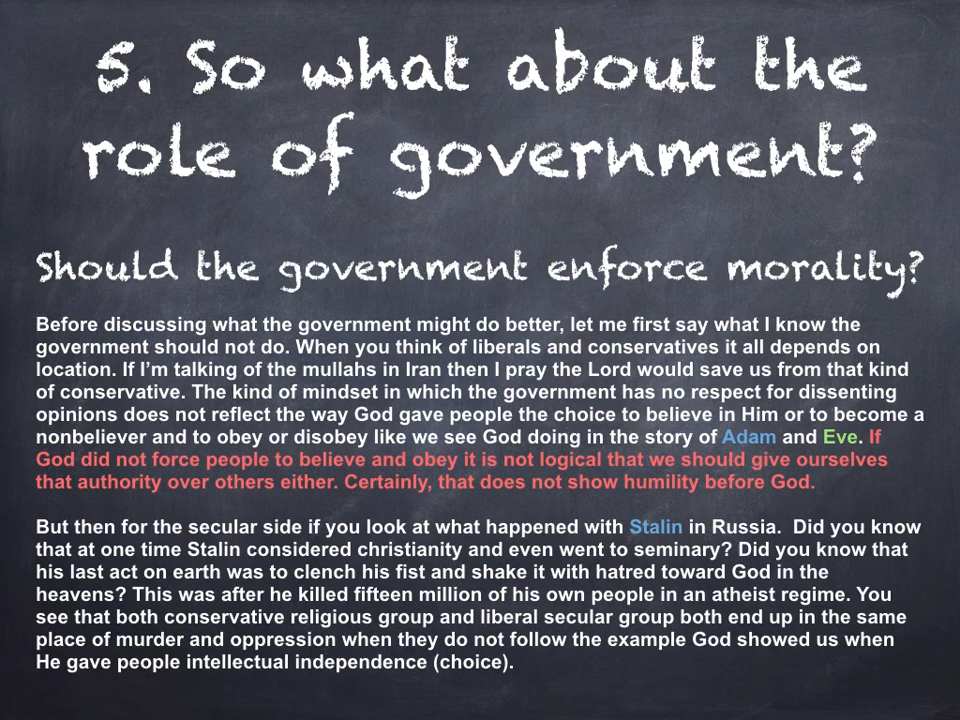 5. So what about the
role of government?
Should the government enforce morality?
Before discussing what the government might do better, let me first say what I know the
government should not do. When you think of liberals and conservatives it all depends on
location. If I’m talking of the mullahs in Iran then I pray the Lord would save us from that kind
of conservative. The kind of mindset in which the government has no respect for dissenting
opinions does not reflect the way God gave people the choice to believe in Him or to become a
nonbeliever and to obey or disobey like we see God doing in the story of Adam and Eve. If
God did not force people to believe and obey it is not logical that we should give ourselves
that authority over others either. Certainly, that does not show humility before God.
But then for the secular side if you look at what happened with Stalin in Russia.  Did you know
that at one time Stalin considered christianity and even went to seminary? Did you know that
his last act on earth was to clench his fist and shake it with hatred toward God in the
heavens? This was after he killed fifteen million of his own people in an atheist regime. You
see that both conservative religious group and liberal secular group both end up in the same
place of murder and oppression when they do not follow the example God showed us when
He gave people intellectual independence (choice).